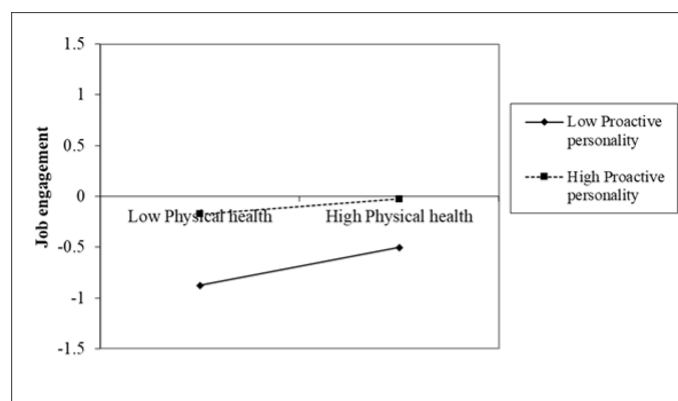 1.5
1
0.5
0
-0.5
-1
-1.5
Job engagement
Low Physical health
High Physical health
Low Proactive
personality
High Proactive
personality